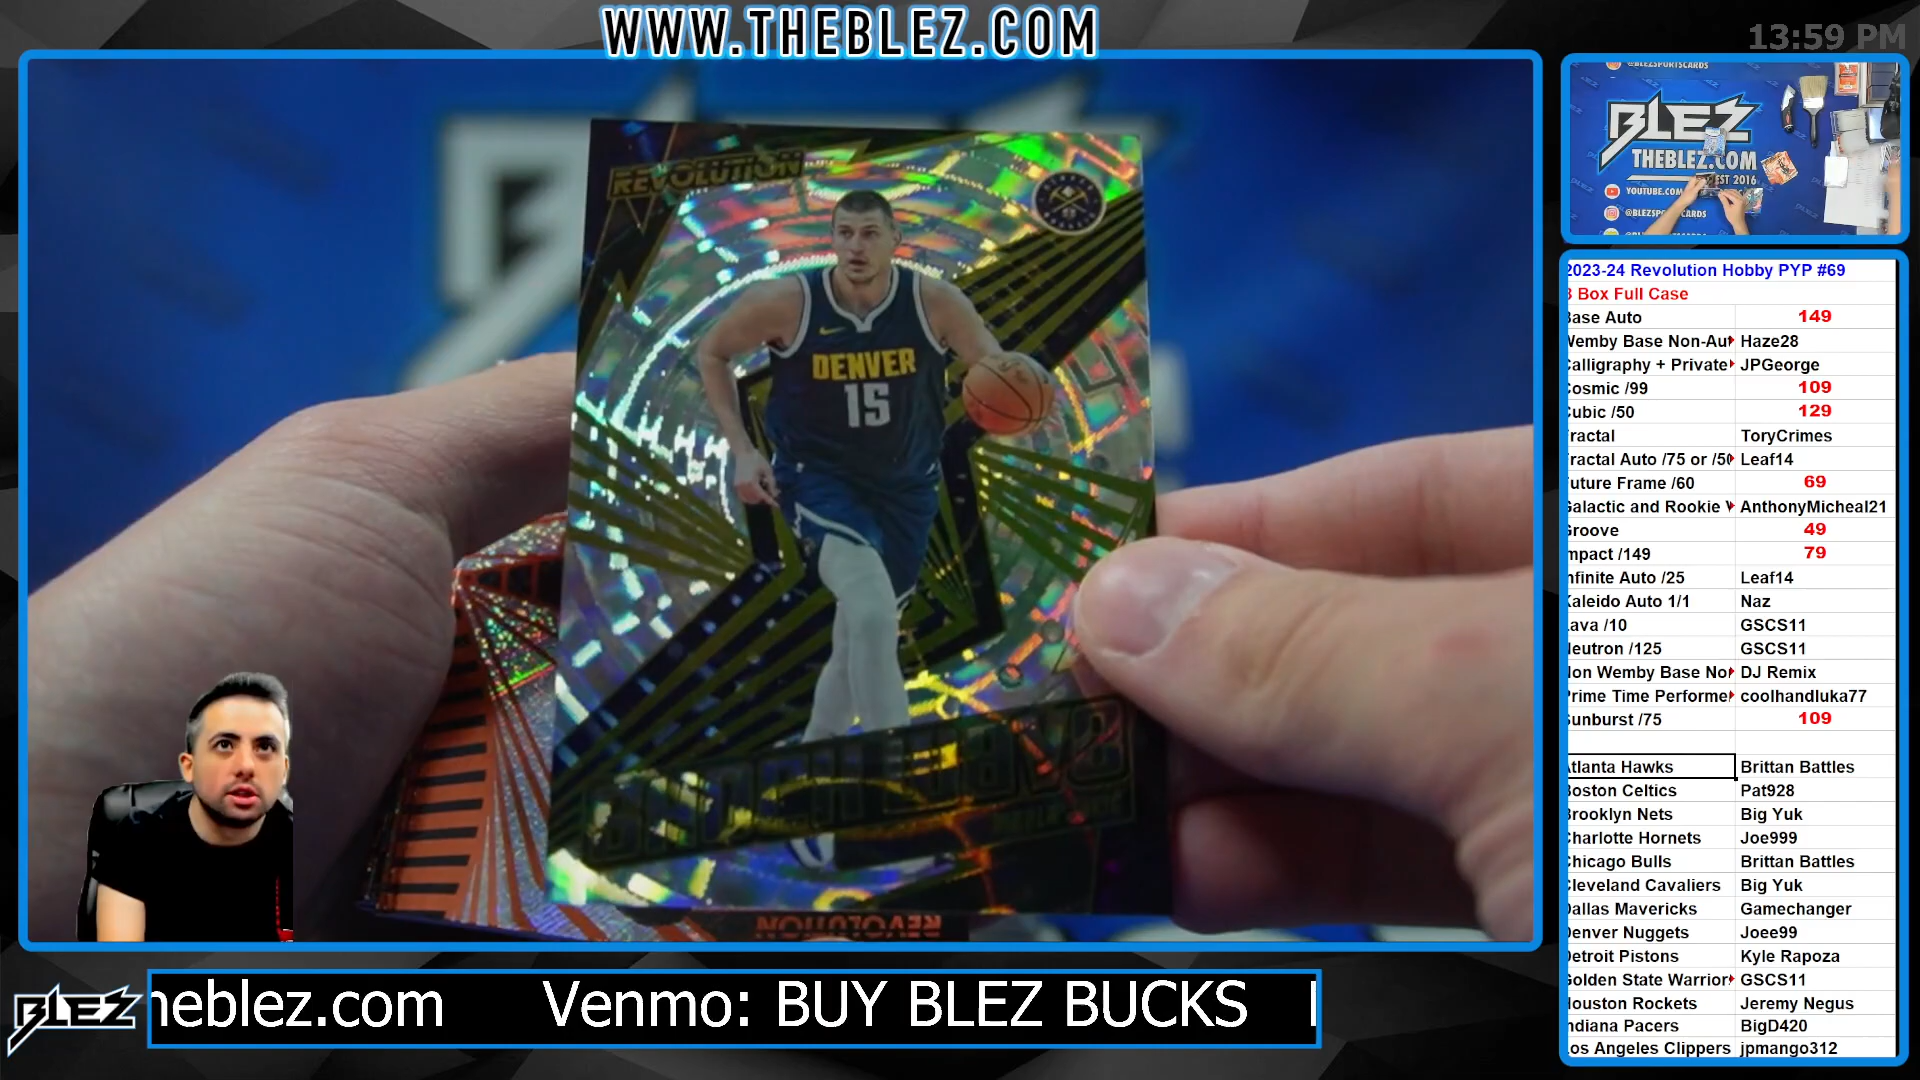 WWW.THEBLEZ.COM
13:59 PM
REVOLUTION
DENVER
15
REVOLUTION
@BLEZSPORTSCARDS
BLEZ
THEBLEZ.COM
EST 2016
YOUTUBE.COM
@BLEZSPORTSCARDS
2023-24 Revolution Hobby PYP #69
Box Full Case
Base Auto 149
Wemby Base Non-Aut Haze28
Calligraphy + Private JPGeorge
Cosmic /99 109
Cubic /50 129
Fractal ToryCrimes
Fractal Auto /75 or /50 Leaf14
Future Frame /60 69
Galactic and Rookie AnthonyMicheal21
Groove 49
Impact /149 79
Infinite Auto /25 Leaf14
Kaleido Auto 1/1 Naz
Lava /10 GSCS11
Neutron /125 GSCS11
Non Wemby Base No DJ Remix
Prime Time Performe coolhandluka77
Sunburst /75 109
Atlanta Hawks Brittan Battles
Boston Celtics Pat928
Brooklyn Nets Big Yuk
Charlotte Hornets Joe999
Chicago Bulls Brittan Battles
Cleveland Cavaliers Big Yuk
Dallas Mavericks Gamechanger
Denver Nuggets Joee99
Detroit Pistons Kyle Rapoza
Golden State Warrior GSCS11
Houston Rockets Jeremy Negus
Indiana Pacers BigD420
Los Angeles Clippers jpmango312
BLEZ
heblez.com Venmo: BUY BLEZ BUCKS